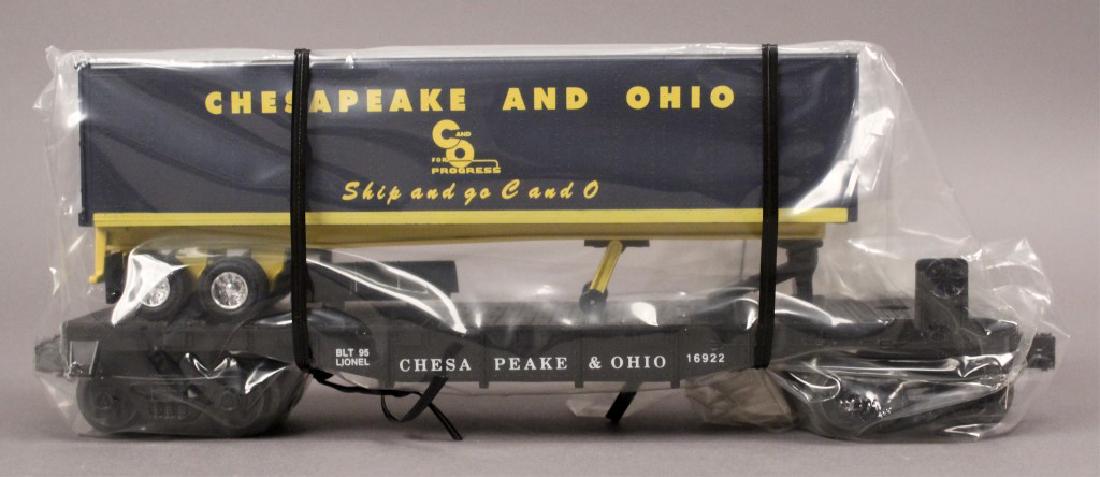 CHESAPEAKE AND OHIO
C AND O
FOR
PROGRESS
Ship and go C and O
BLT 95
LIONEL
CHESA PEAKE & OHIO 16922